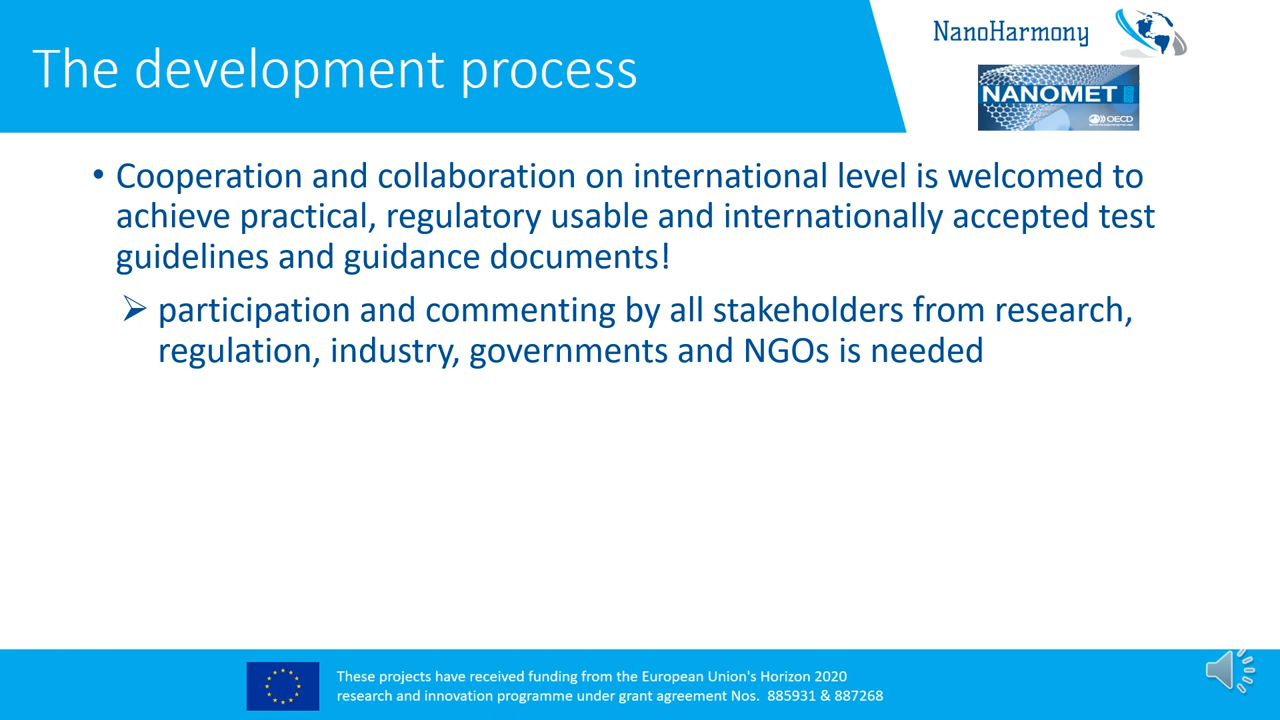 The development process
NanoHarmony
NANOMET
OECD
• Cooperation and collaboration on international level is welcomed to
achieve practical, regulatory usable and internationally accepted test
guidelines and guidance documents!
➢ participation and commenting by all stakeholders from research,
regulation, industry, governments and NGOs is needed
These projects have received funding from the European Union's Horizon 2020
research and innovation programme under grant agreement Nos. 885931 & 887268